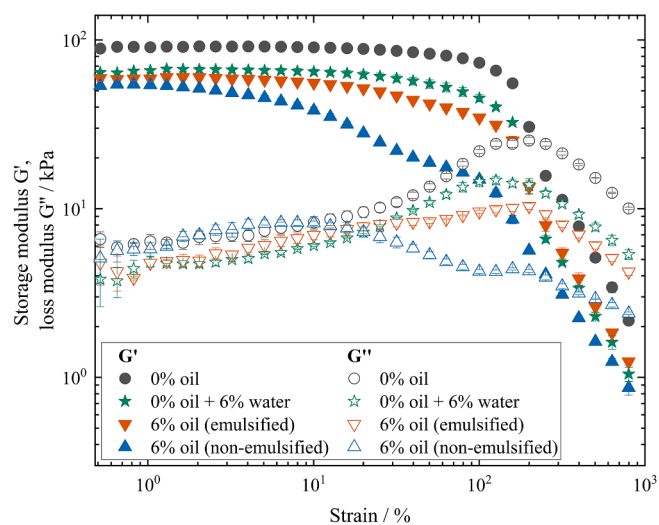 Storage modulus G',
loss modulus G'' / kPa
10²
10¹
10⁰
G' G''
0% oil 0% oil
0% oil + 6% water 0% oil + 6% water
6% oil (emulsified) 6% oil (emulsified)
6% oil (non-emulsified) 6% oil (non-emulsified)
10⁰ 10¹ 10² 10³
Strain / %